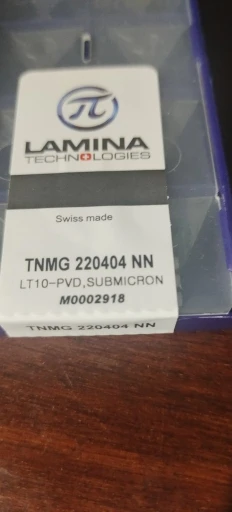 LAMINA
TECHNOLOGIES
Swiss made
TNMG 220404 NN
LT10-PVD,SUBMICRON
M0002918
TNMG 220404 NN